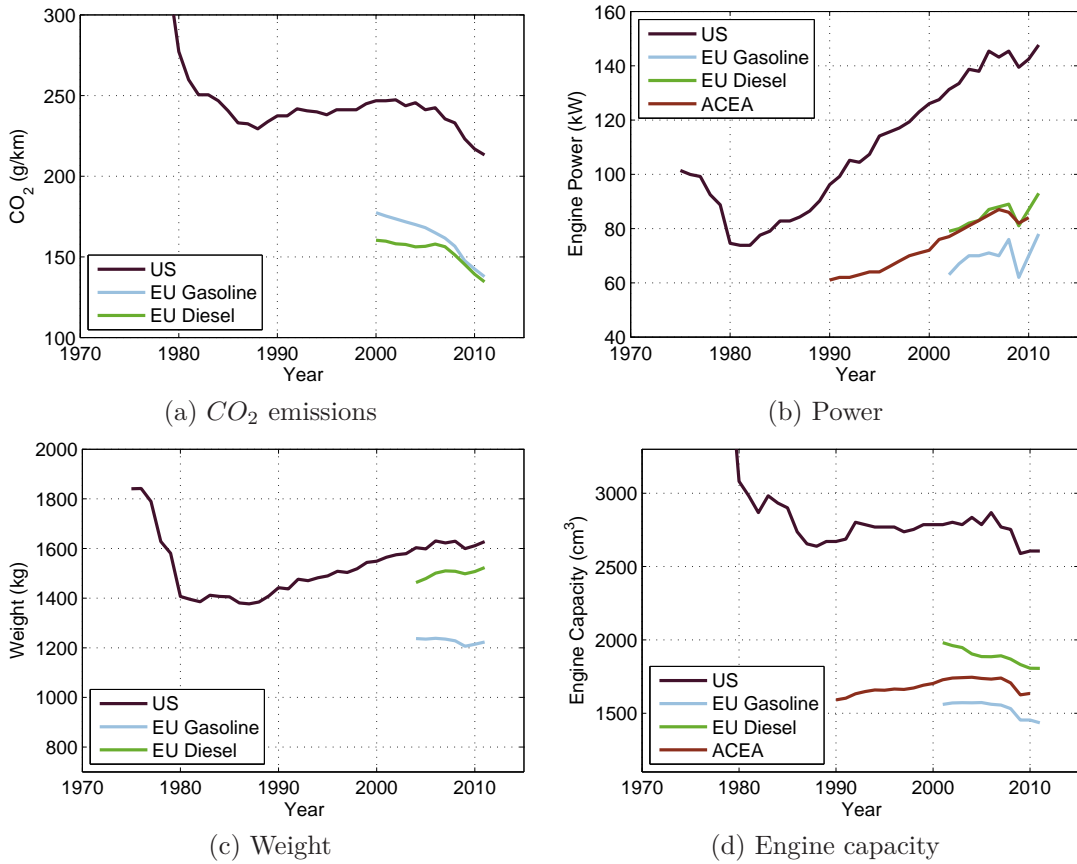 300
250
200
150
100
CO2 (g/km)
US
EU Gasoline
EU Diesel
1970 1980 1990 2000 2010
Year
(a) CO2 emissions
160
140
120
100
80
60
40
Engine Power (kW)
US
EU Gasoline
EU Diesel
ACEA
1970 1980 1990 2000 2010
Year
(b) Power
2000
1800
1600
1400
1200
1000
800
Weight (kg)
US
EU Gasoline
EU Diesel
1970 1980 1990 2000 2010
Year
(c) Weight
3000
2500
2000
1500
Engine Capacity (cm3)
US
EU Gasoline
EU Diesel
ACEA
1970 1980 1990 2000 2010
Year
(d) Engine capacity